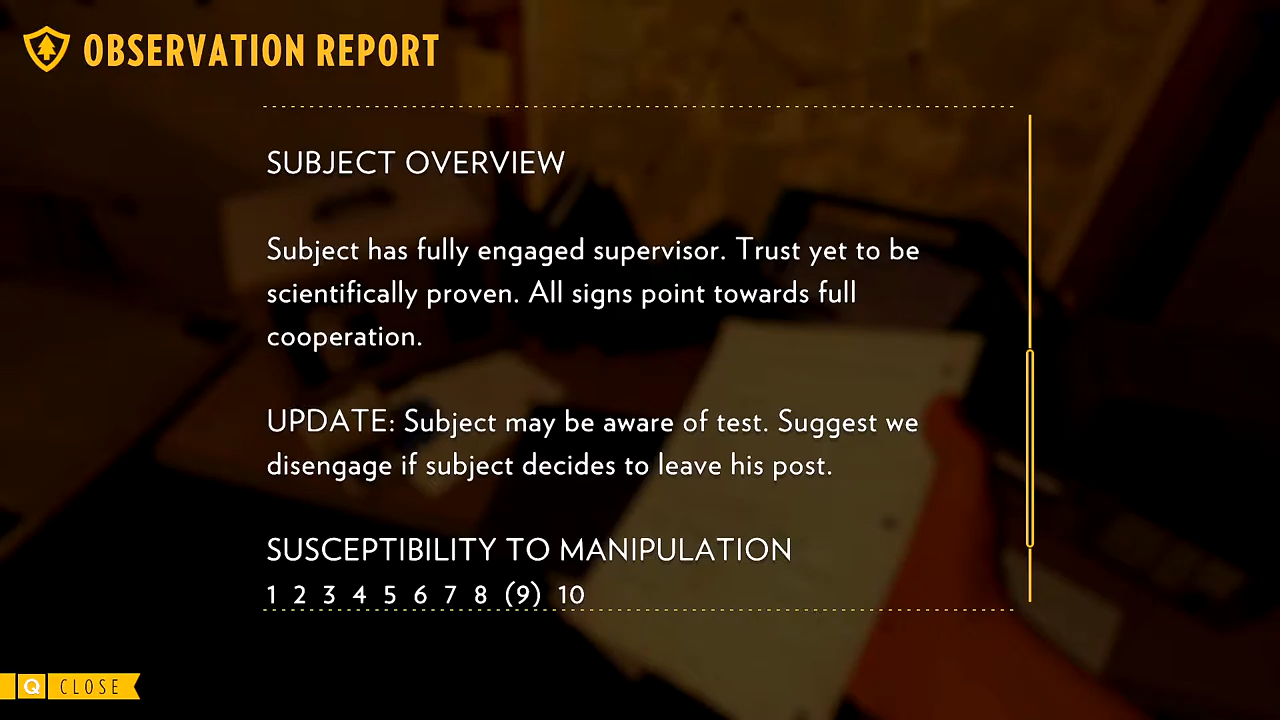 OBSERVATION REPORT
SUBJECT OVERVIEW
Subject has fully engaged supervisor. Trust yet to be
scientifically proven. All signs point towards full
cooperation.
UPDATE: Subject may be aware of test. Suggest we
disengage if subject decides to leave his post.
SUSCEPTIBILITY TO MANIPULATION
1 2 3 4 5 6 7 8 (9) 10
Q CLOSE